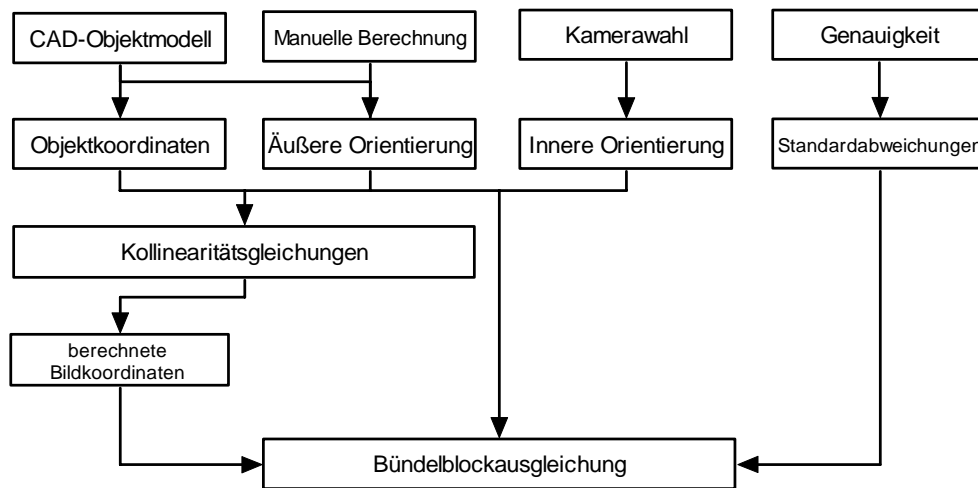 CAD-Objektmodell
Manuelle Berechnung
Kamerawahl
Genauigkeit
Objektkoordinaten
Äußere Orientierung
Innere Orientierung
Standardabweichungen
Kollinearitätsgleichungen
berechnete
Bildkoordinaten
Bündelblockausgleichung